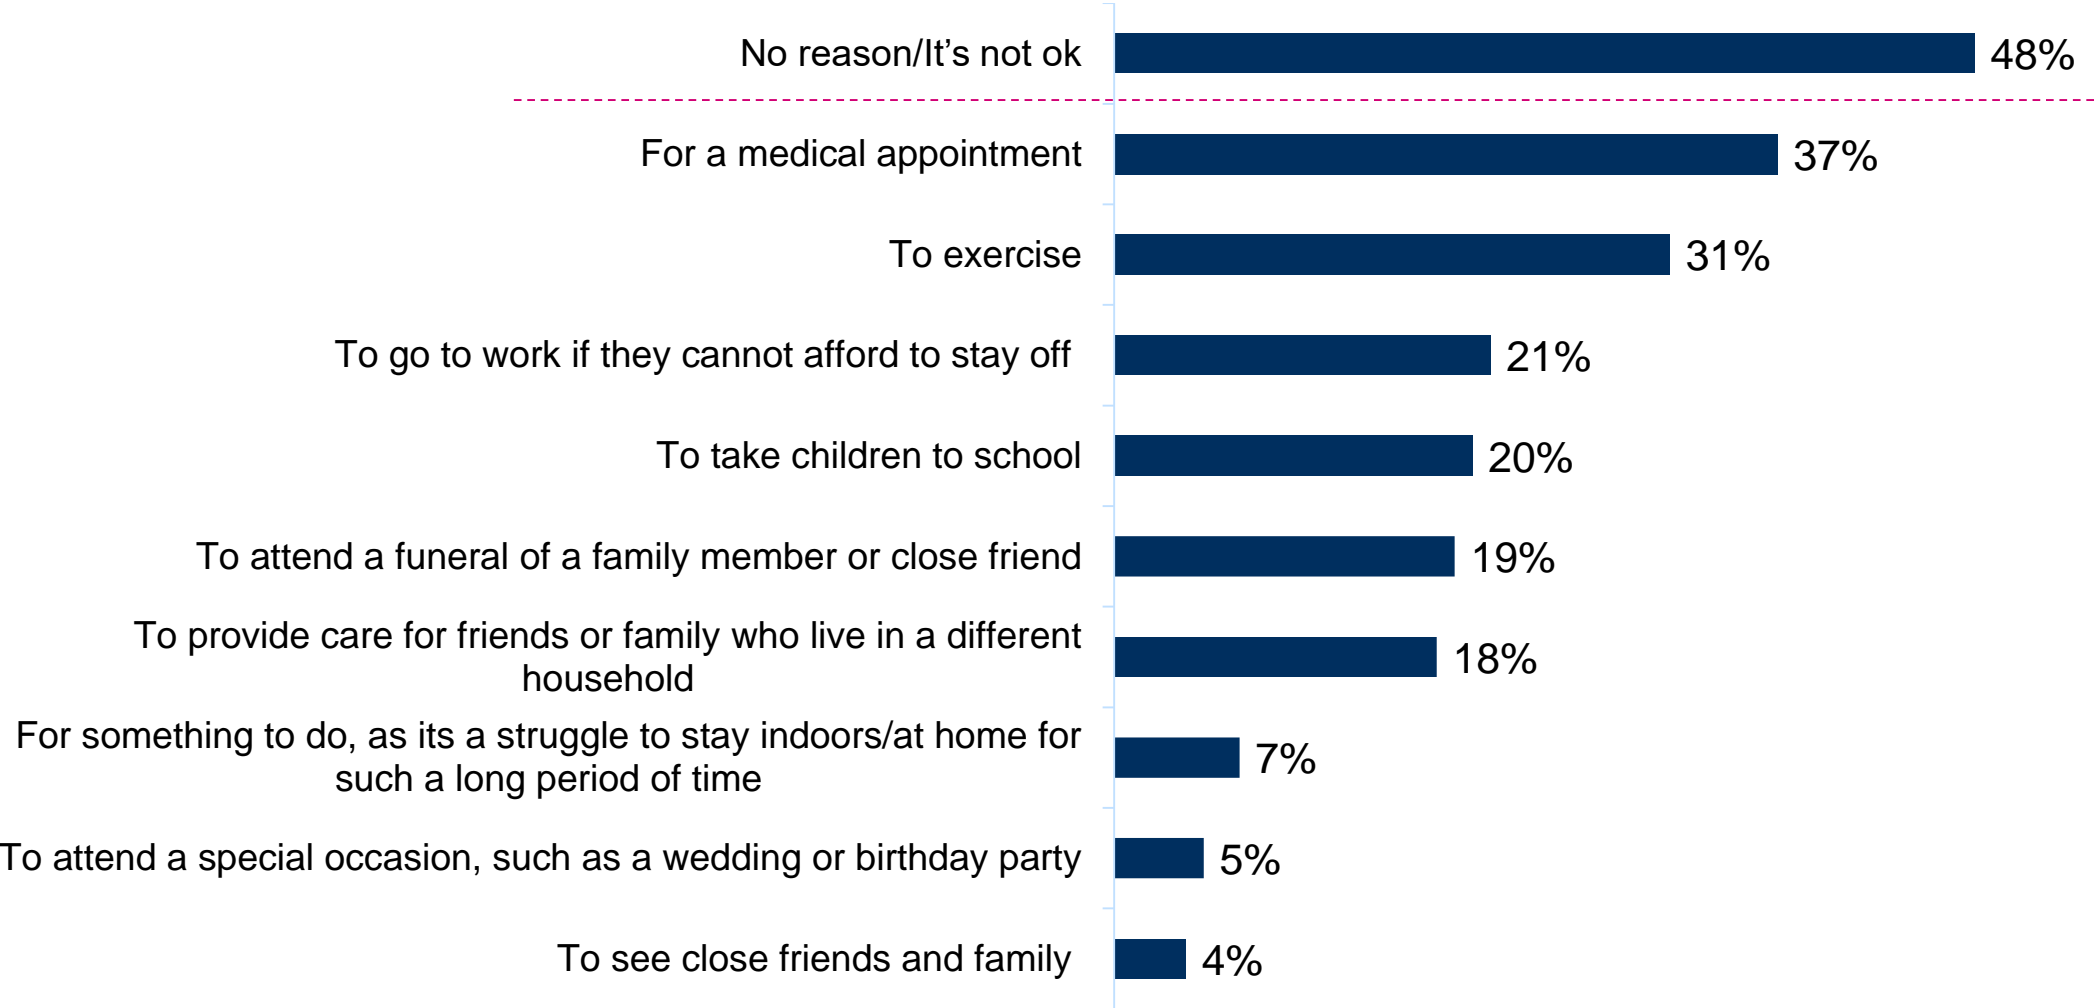 No reason/It’s not ok 48%
For a medical appointment 37%
To exercise 31%
To go to work if they cannot afford to stay off 21%
To take children to school 20%
To attend a funeral of a family member or close friend 19%
To provide care for friends or family who live in a different
household 18%
For something to do, as its a struggle to stay indoors/at home for
such a long period of time 7%
To attend a special occasion, such as a wedding or birthday party 5%
To see close friends and family 4%